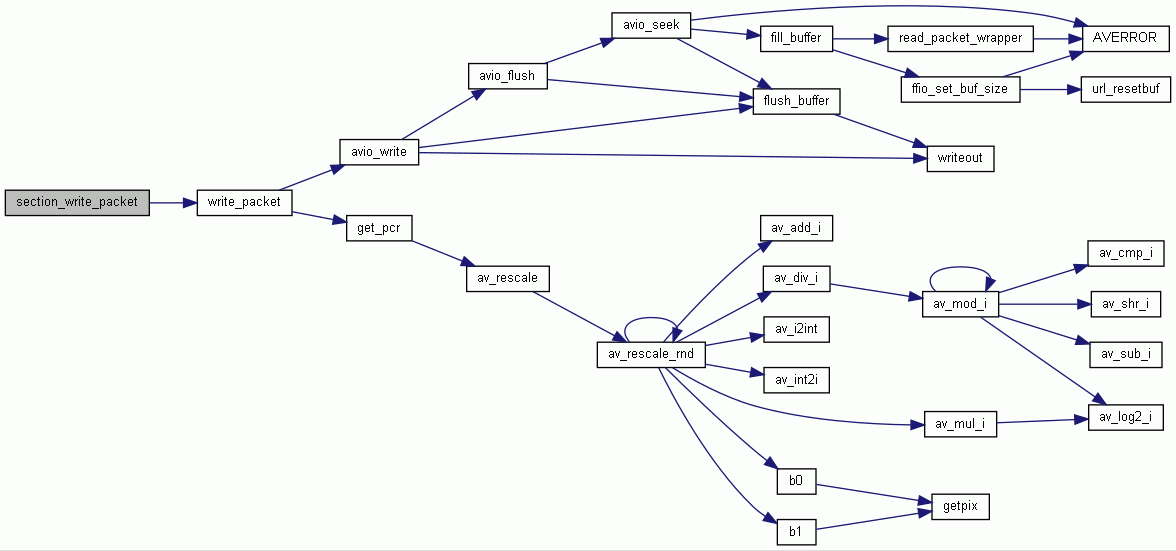 section_write_packet
write_packet
avio_write
get_pcr
avio_flush
av_rescale
avio_seek
av_rescale_rnd
fill_buffer
flush_buffer
av_add_i
av_div_i
av_i2int
av_int2i
b0
b1
read_packet_wrapper
ffio_set_buf_size
writeout
av_mod_i
av_mul_i
getpix
AVERROR
url_resetbuf
av_cmp_i
av_shr_i
av_sub_i
av_log2_i